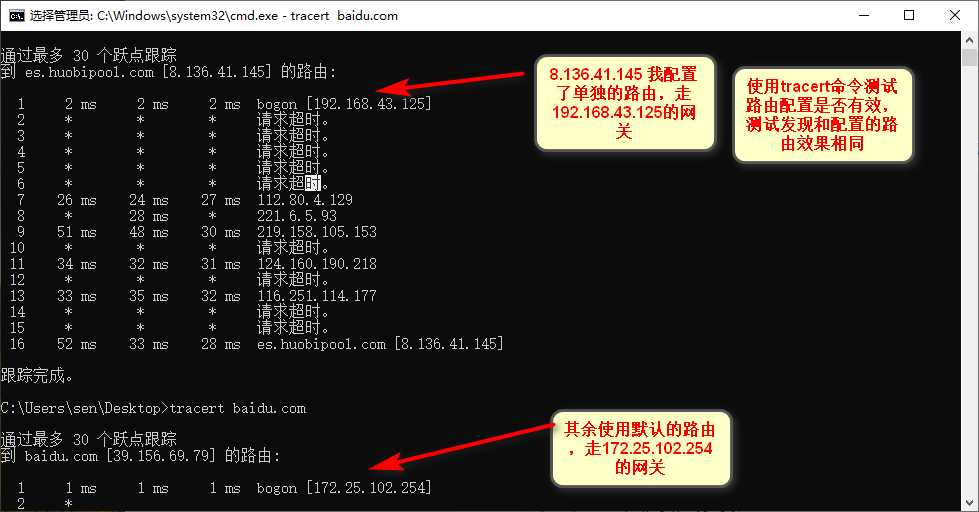 选择管理员: C:\Windows\system32\cmd.exe - tracert  baidu.com
通过最多 30 个跃点跟踪
到 es.huobipool.com [8.136.41.145] 的路由:
1     2 ms     2 ms     2 ms  bogon [192.168.43.125]
2     *        *        *     请求超时。
3     *        *        *     请求超时。
4     *        *        *     请求超时。
5     *        *        *     请求超时。
6     *        *        *     请求超时。
7    26 ms    24 ms    27 ms  112.80.4.129
8     *       28 ms     *     221.6.5.93
9    51 ms    48 ms    30 ms  219.158.105.153
10     *        *        *     请求超时。
11    34 ms    32 ms    31 ms  124.160.190.218
12     *        *        *     请求超时。
13    33 ms    35 ms    32 ms  116.251.114.177
14     *        *        *     请求超时。
15     *        *        *     请求超时。
16    52 ms    33 ms    28 ms  es.huobipool.com [8.136.41.145]
跟踪完成。
C:\Users\sen\Desktop>tracert baidu.com
通过最多 30 个跃点跟踪
到 baidu.com [39.156.69.79] 的路由:
1     1 ms     1 ms     1 ms  bogon [172.25.102.254]
2     *
8.136.41.145 我配置
了单独的路由，走
192.168.43.125的网
关
使用tracert命令测试
路由配置是否有效，
测试发现和配置的路
由效果相同
其余使用默认的路由
，走172.25.102.254
的网关